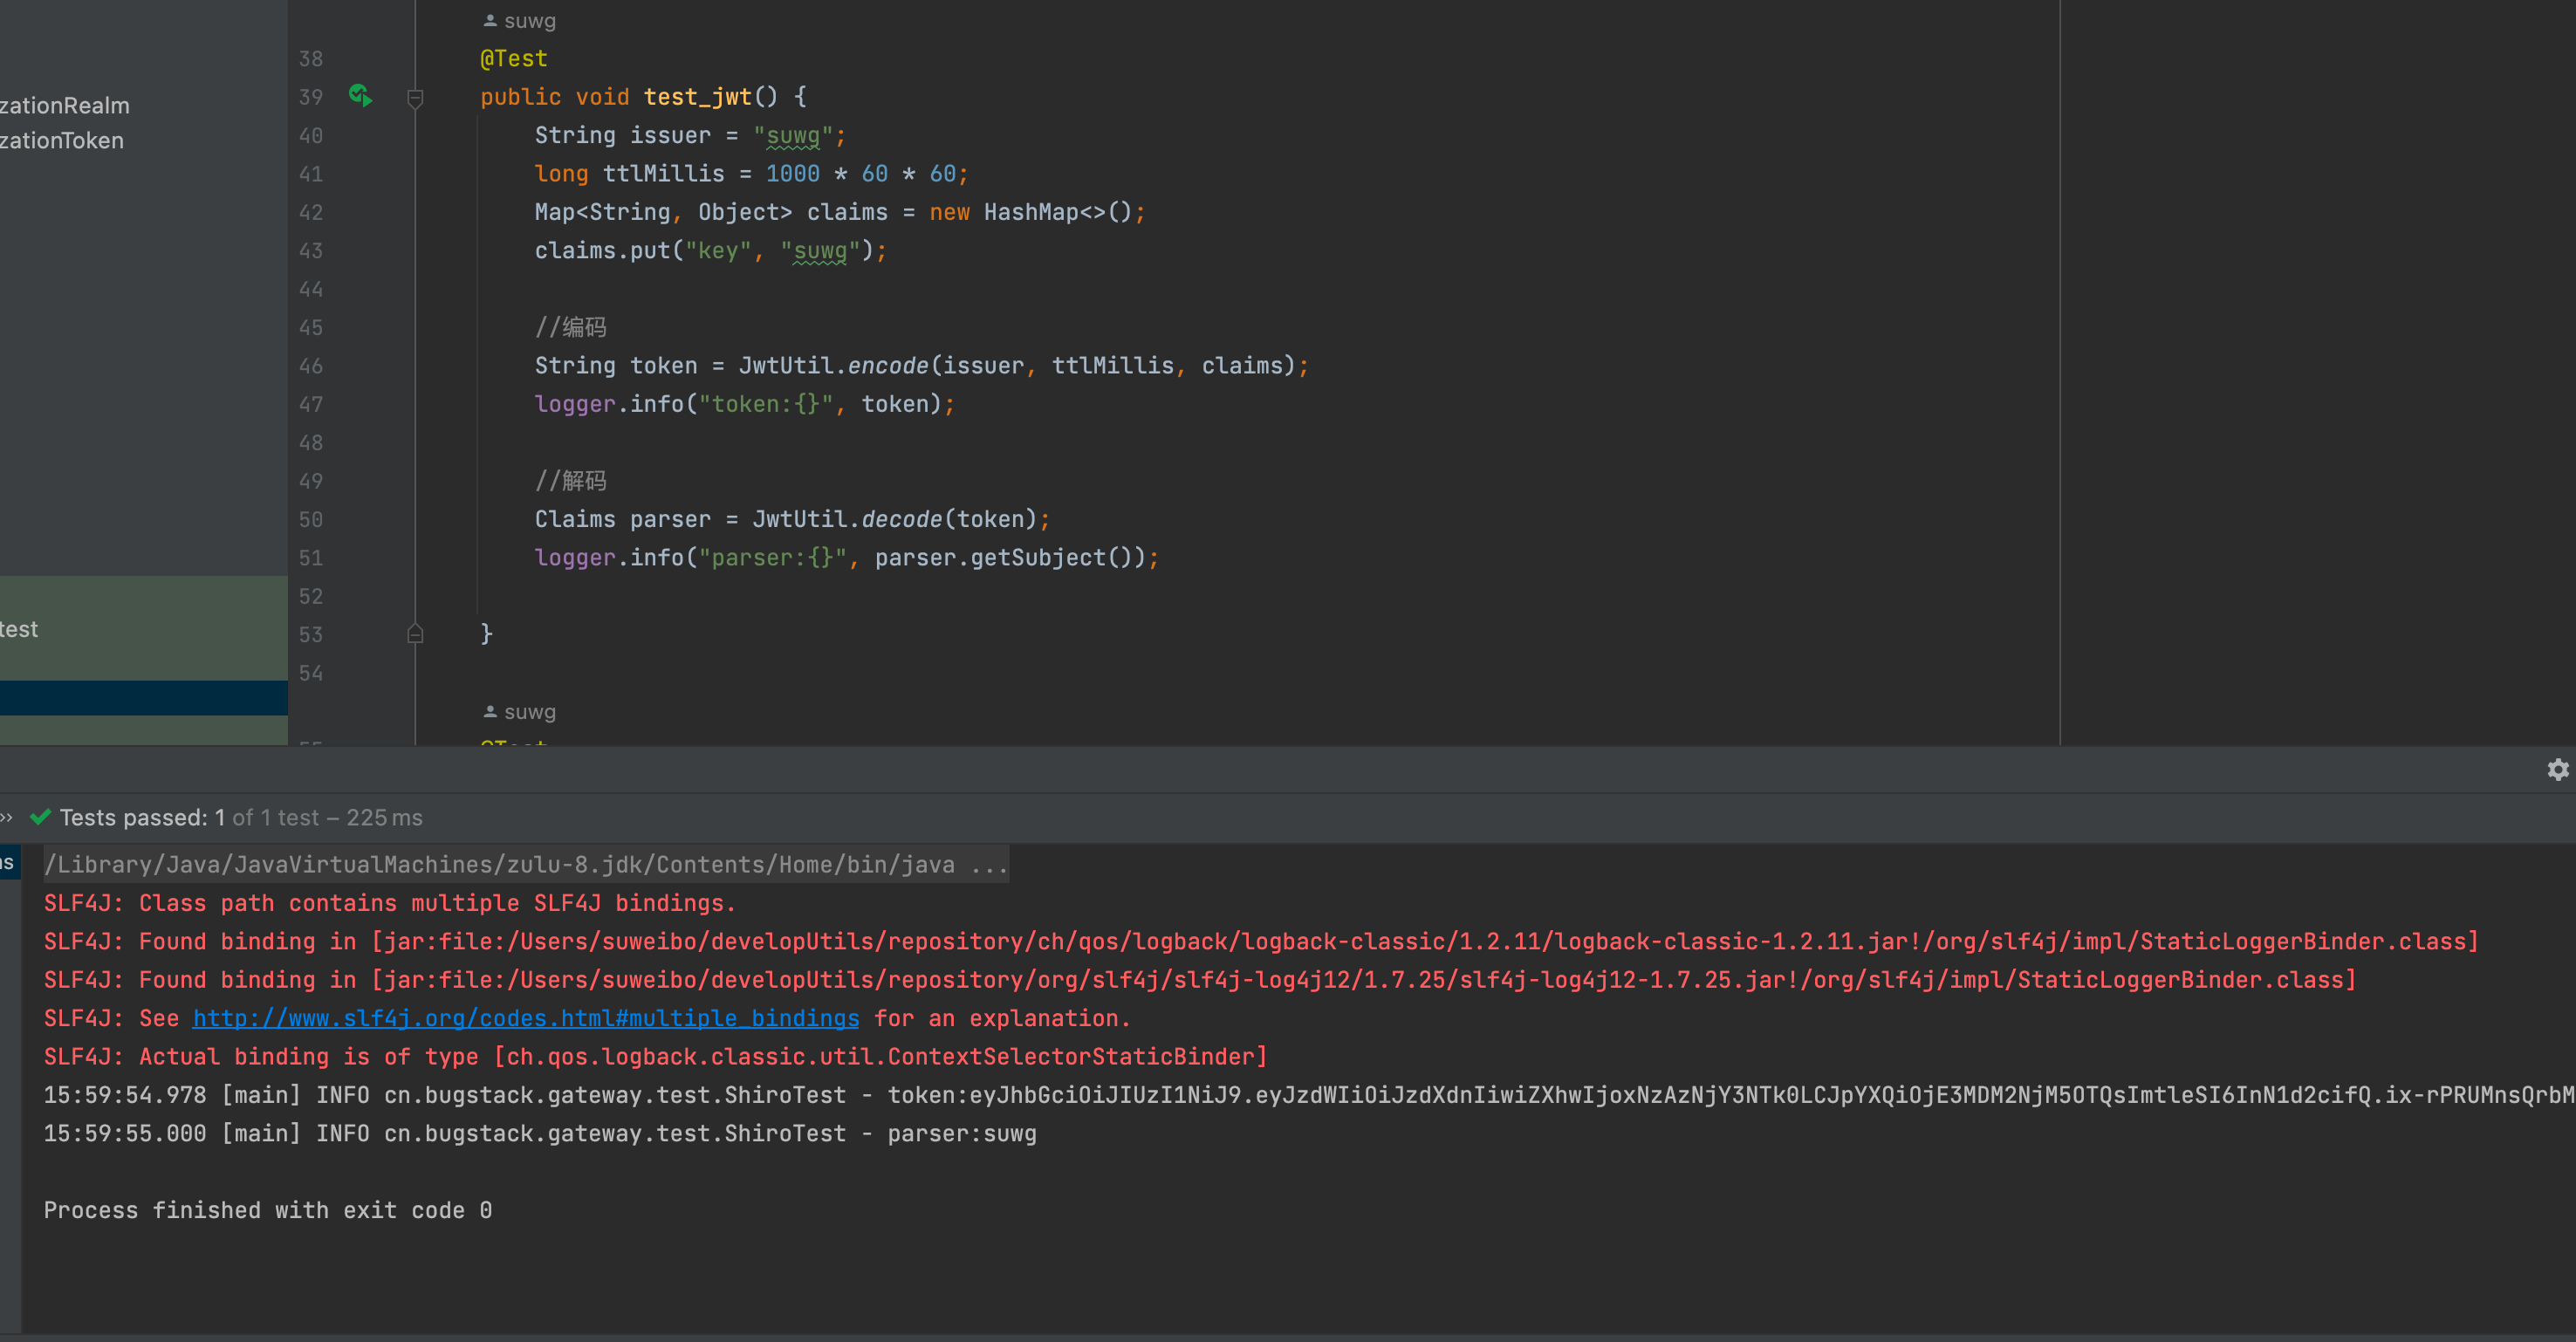 zationRealm
zationToken
test
suwg
38 @Test
39 public void test_jwt() {
40 String issuer = "suwg";
41 long ttlMillis = 1000 * 60 * 60;
42 Map<String, Object> claims = new HashMap<>();
43 claims.put("key", "suwg");
44
45 //编码
46 String token = JwtUtil.encode(issuer, ttlMillis, claims);
47 logger.info("token:{}", token);
48
49 //解码
50 Claims parser = JwtUtil.decode(token);
51 logger.info("parser:{}", parser.getSubject());
52
53 }
54
suwg
55 @Test
Tests passed: 1 of 1 test – 225 ms
/Library/Java/JavaVirtualMachines/zulu-8.jdk/Contents/Home/bin/java ...
SLF4J: Class path contains multiple SLF4J bindings.
SLF4J: Found binding in [jar:file:/Users/suweibo/developUtils/repository/ch/qos/logback/logback-classic/1.2.11/logback-classic-1.2.11.jar!/org/slf4j/impl/StaticLoggerBinder.class]
SLF4J: Found binding in [jar:file:/Users/suweibo/developUtils/repository/org/slf4j/slf4j-log4j12/1.7.25/slf4j-log4j12-1.7.25.jar!/org/slf4j/impl/StaticLoggerBinder.class]
SLF4J: See http://www.slf4j.org/codes.html#multiple_bindings for an explanation.
SLF4J: Actual binding is of type [ch.qos.logback.classic.util.ContextSelectorStaticBinder]
15:59:54.978 [main] INFO cn.bugstack.gateway.test.ShiroTest - token:eyJhbGciOiJIUzI1NiJ9.eyJzdWIiOiJzdXdnIiwiZXhwIjoxNzAzNjY3NTk0LCJpYXQiOjE3MDM2NjM5OTQsImtleSI6InN1d2cifQ.ix-rPRUMnsQrbM
15:59:55.000 [main] INFO cn.bugstack.gateway.test.ShiroTest - parser:suwg
Process finished with exit code 0